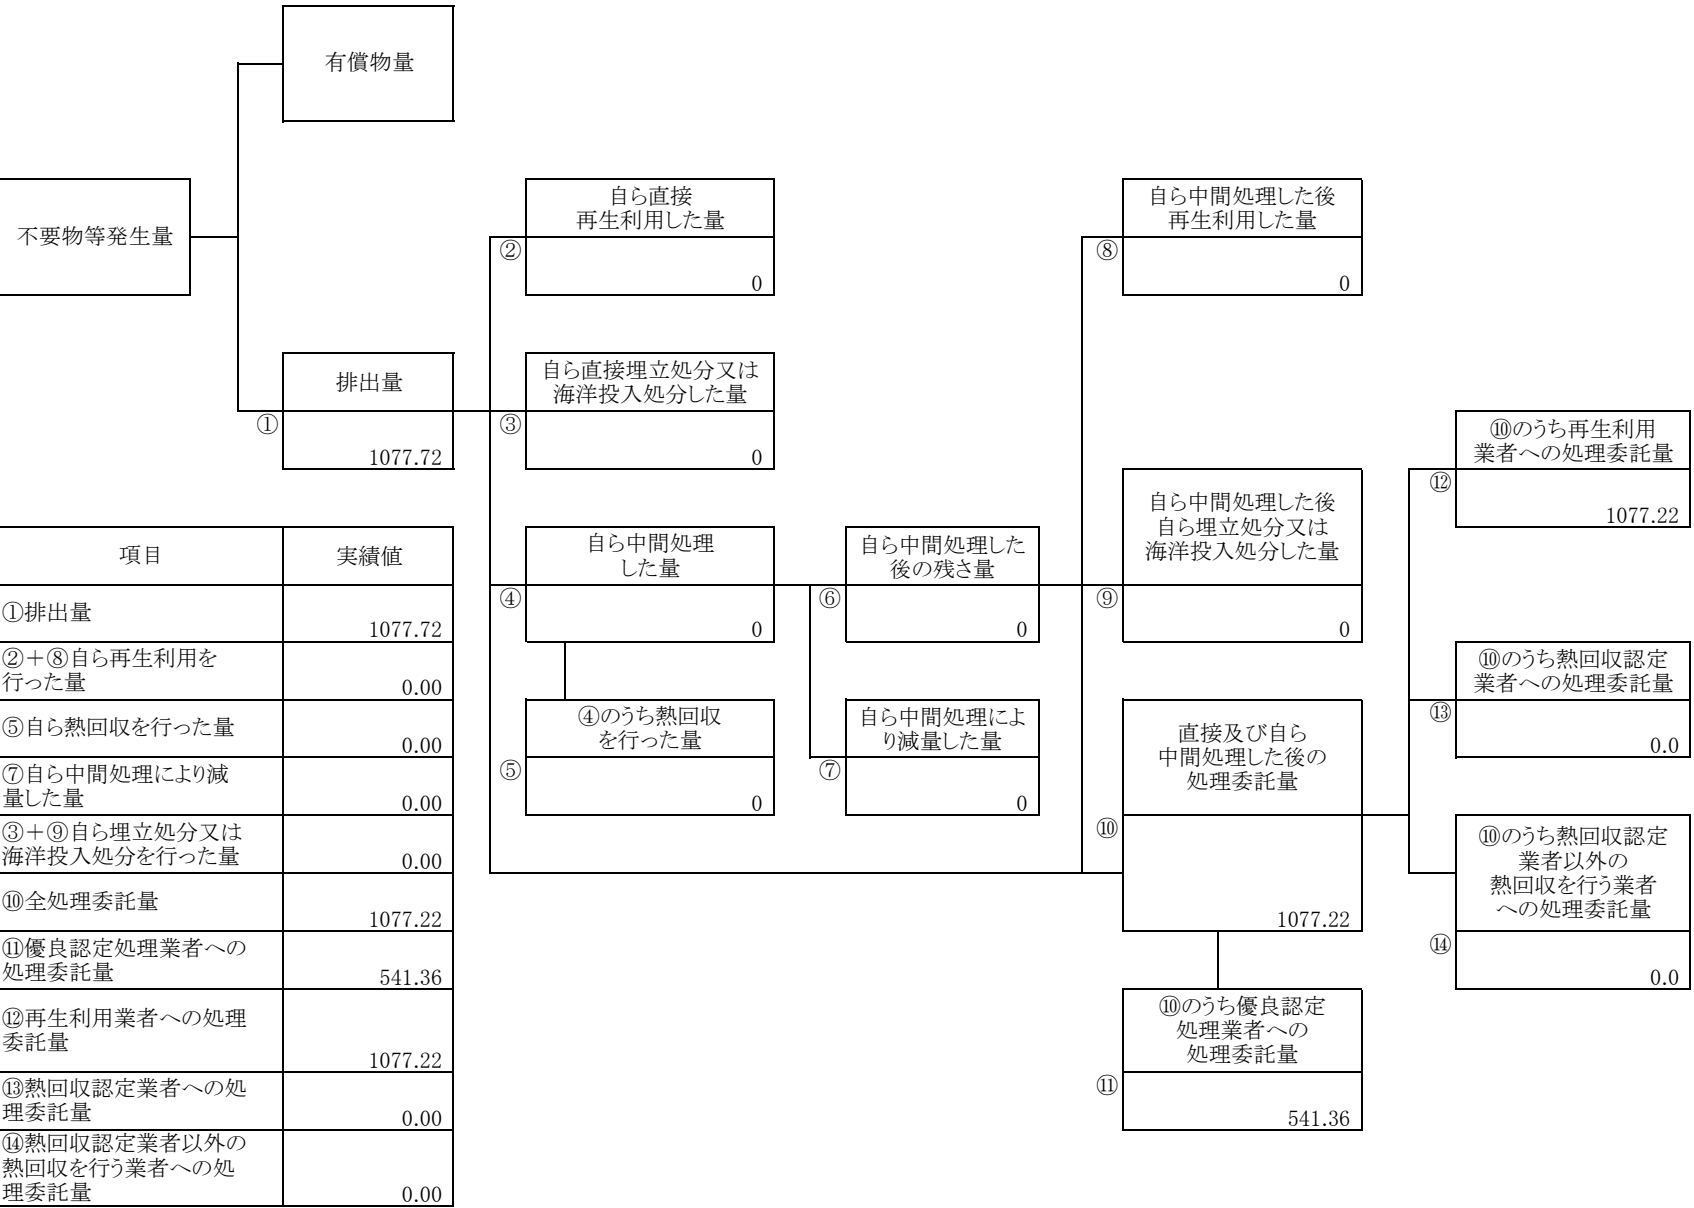 有償物量
不要物等発生量
排出量
①
1077.72
自ら直接
再生利用した量
②
0
自ら直接埋立処分又は
海洋投入処分した量
③
0
自ら中間処理
した量
④
0
④のうち熱回収
を行った量
⑤
0
自ら中間処理した
後の残さ量
⑥
0
自ら中間処理によ
り減量した量
⑦
0
自ら中間処理した後
再生利用した量
⑧
0
自ら中間処理した後
自ら埋立処分又は
海洋投入処分した量
⑨
0
直接及び自ら
中間処理した後の
処理委託量
⑩
1077.22
⑩のうち優良認定
処理業者への
処理委託量
⑪
541.36
⑩のうち再生利用
業者への処理委託量
⑫
1077.22
⑩のうち熱回収認定
業者への処理委託量
⑬
0.0
⑩のうち熱回収認定
業者以外の
熱回収を行う業者
への処理委託量
⑭
0.0
項目 実績値
①排出量
1077.72
②＋⑧自ら再生利用を
行った量
0.00
⑤自ら熱回収を行った量
0.00
⑦自ら中間処理により減
量した量
0.00
③＋⑨自ら埋立処分又は
海洋投入処分を行った量
0.00
⑩全処理委託量
1077.22
⑪優良認定処理業者への
処理委託量
541.36
⑫再生利用業者への処理
委託量
1077.22
⑬熱回収認定業者への処
理委託量
0.00
⑭熱回収認定業者以外の
熱回収を行う業者への処
理委託量
0.00